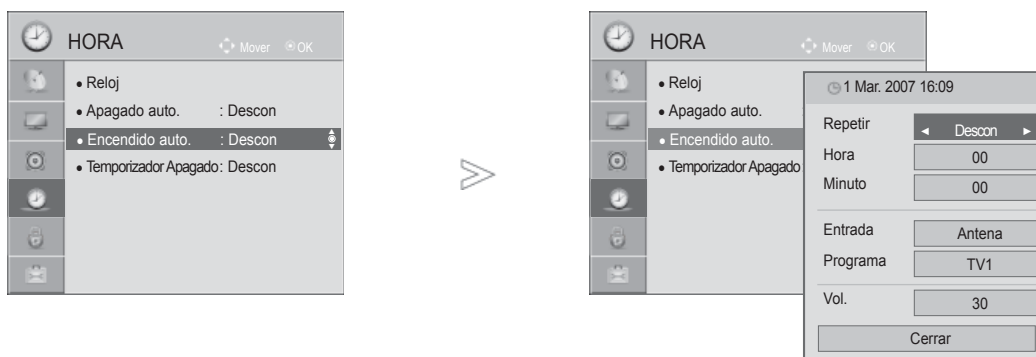 HORA Mover OK
• Reloj
• Apagado auto. : Descon
• Encendido auto. : Descon
• Temporizador Apagado: Descon
HORA Mover OK
• Reloj
• Apagado auto.
• Encendido auto.
• Temporizador Apagado
1 Mar. 2007 16:09
Repetir ◄ Descon ►
Hora 00
Minuto 00
Entrada Antena
Programa TV1
Vol. 30
Cerrar